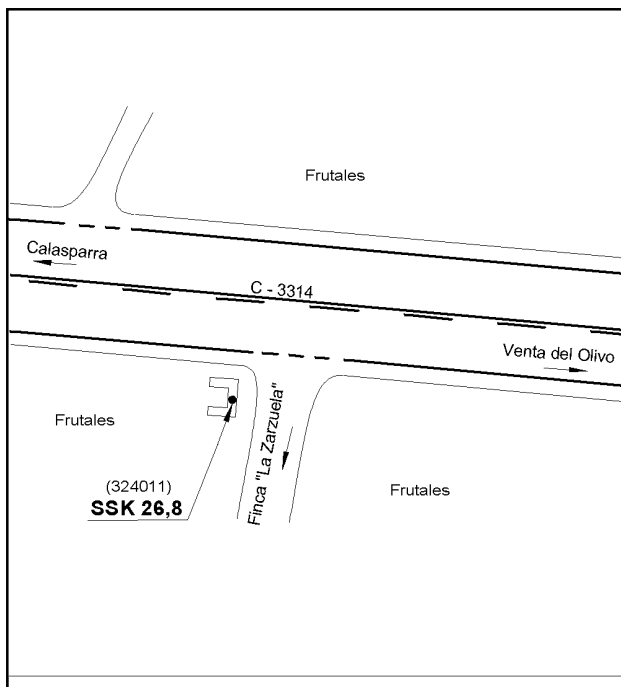 Frutales
Calasparra
C - 3314
Venta del Olivo
Frutales
Finca "La Zarzuela"
(324011)
SSK 26,8
Frutales